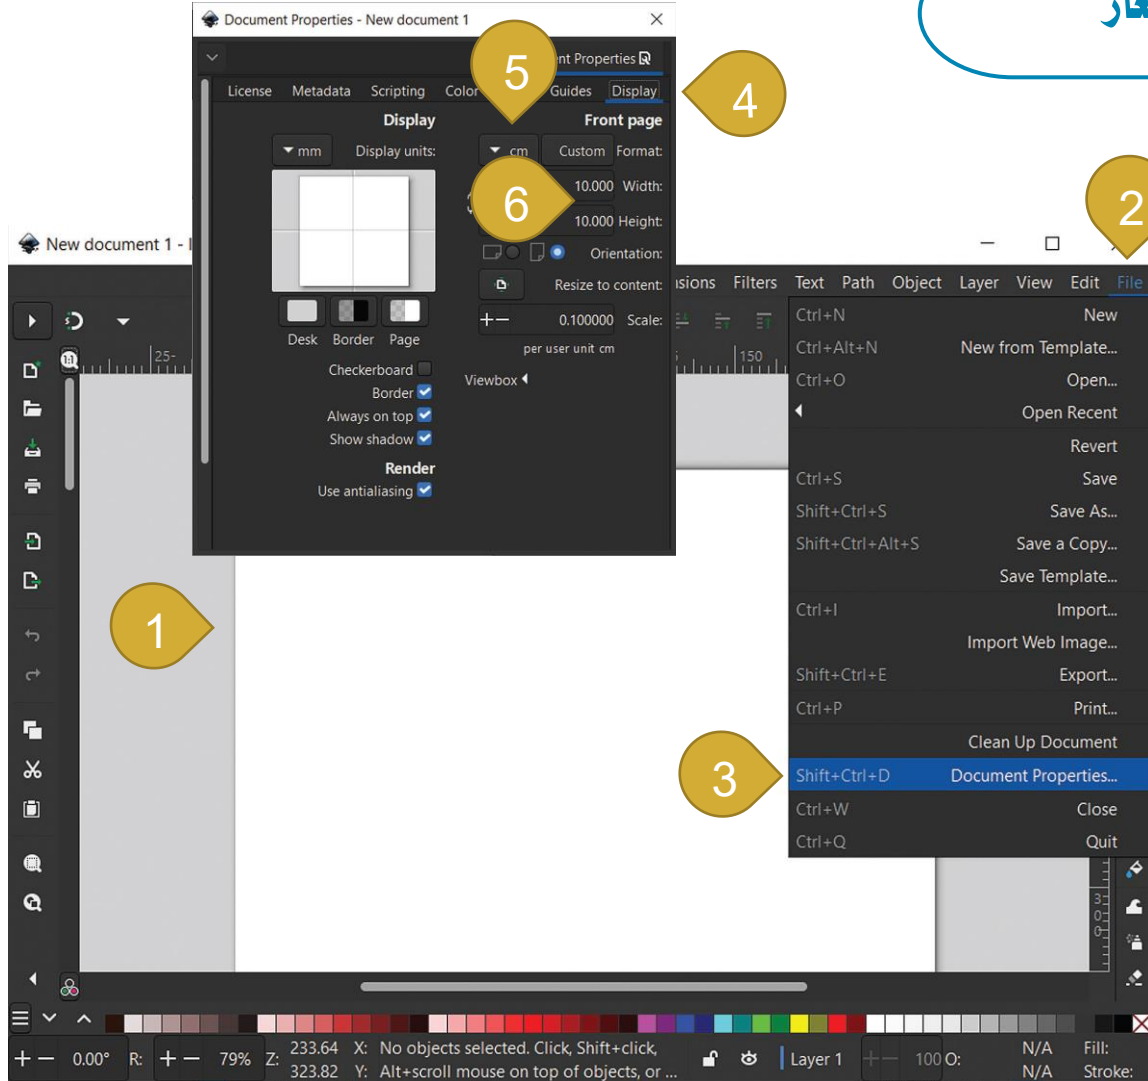 Document Properties - New document 1
5
License Metadata Scripting Color Guides Display
4
Display
Front page
mm Display units:
cm Custom Format:
6
10.000 Width:
10.000 Height:
Orientation:
Resize to content:
0.100000 Scale:
per user unit cm
Viewbox
Desk Border Page
Checkerboard
Border
Always on top
Show shadow
Render
Use antialiasing
2
New document 1
Filters Text Path Object Layer View Edit File
1:1
25-
150
Ctrl+N New
Ctrl+Alt+N New from Template...
Ctrl+O Open...
Open Recent
Revert
Ctrl+S Save
Shift+Ctrl+S Save As...
Shift+Ctrl+Alt+S Save a Copy...
Save Template...
Ctrl+I Import...
Import Web Image...
Shift+Ctrl+E Export...
Ctrl+P Print...
Clean Up Document
Shift+Ctrl+D Document Properties...
Ctrl+W Close
Ctrl+Q Quit
1
3
300
0.00° R: 79% Z: 233.64 X: No objects selected. Click, Shift+click, Layer 1 100 O: N/A Fill:
323.82 Y: Alt+scroll mouse on top of objects, or ... N/A Stroke: